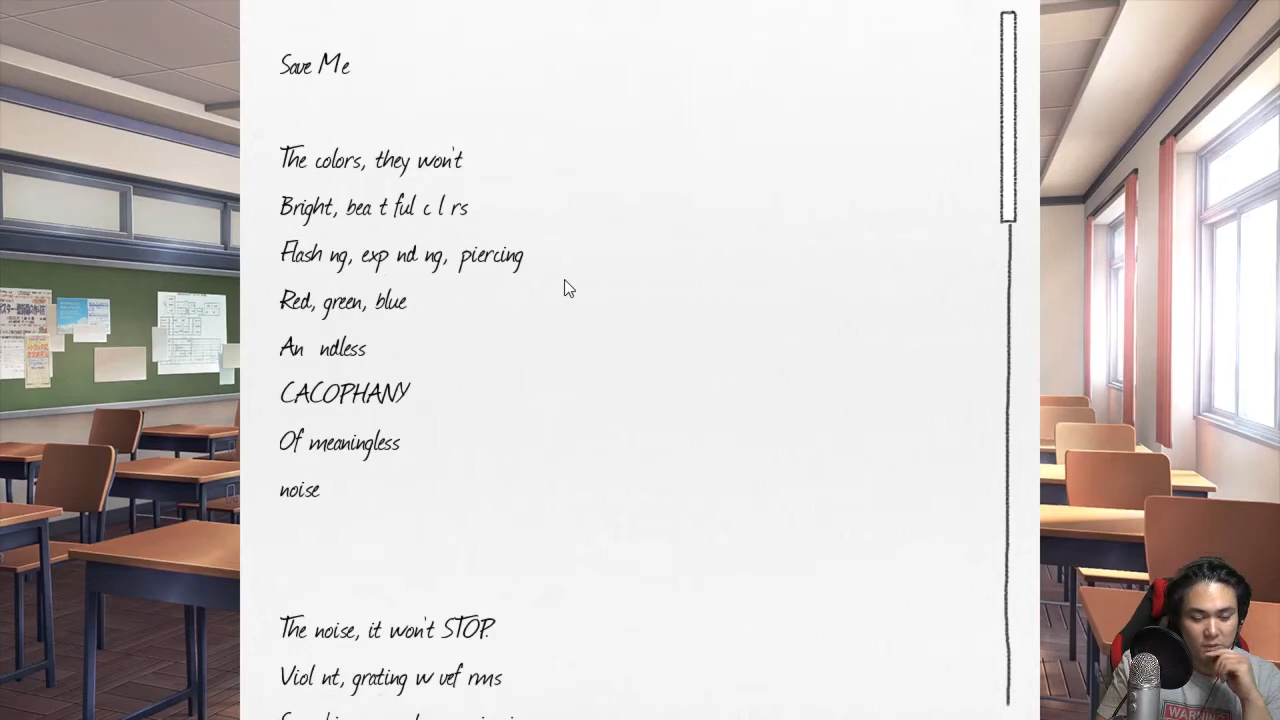 Save Me
The colors, they won't
Bright, bea t ful c l rs
Flash ng, exp nd ng, piercing
Red, green, blue
An ndless
CACOPHANY
Of meaningless
noise
The noise, it won't STOP.
Viol nt, grating w vef rms
WARNING